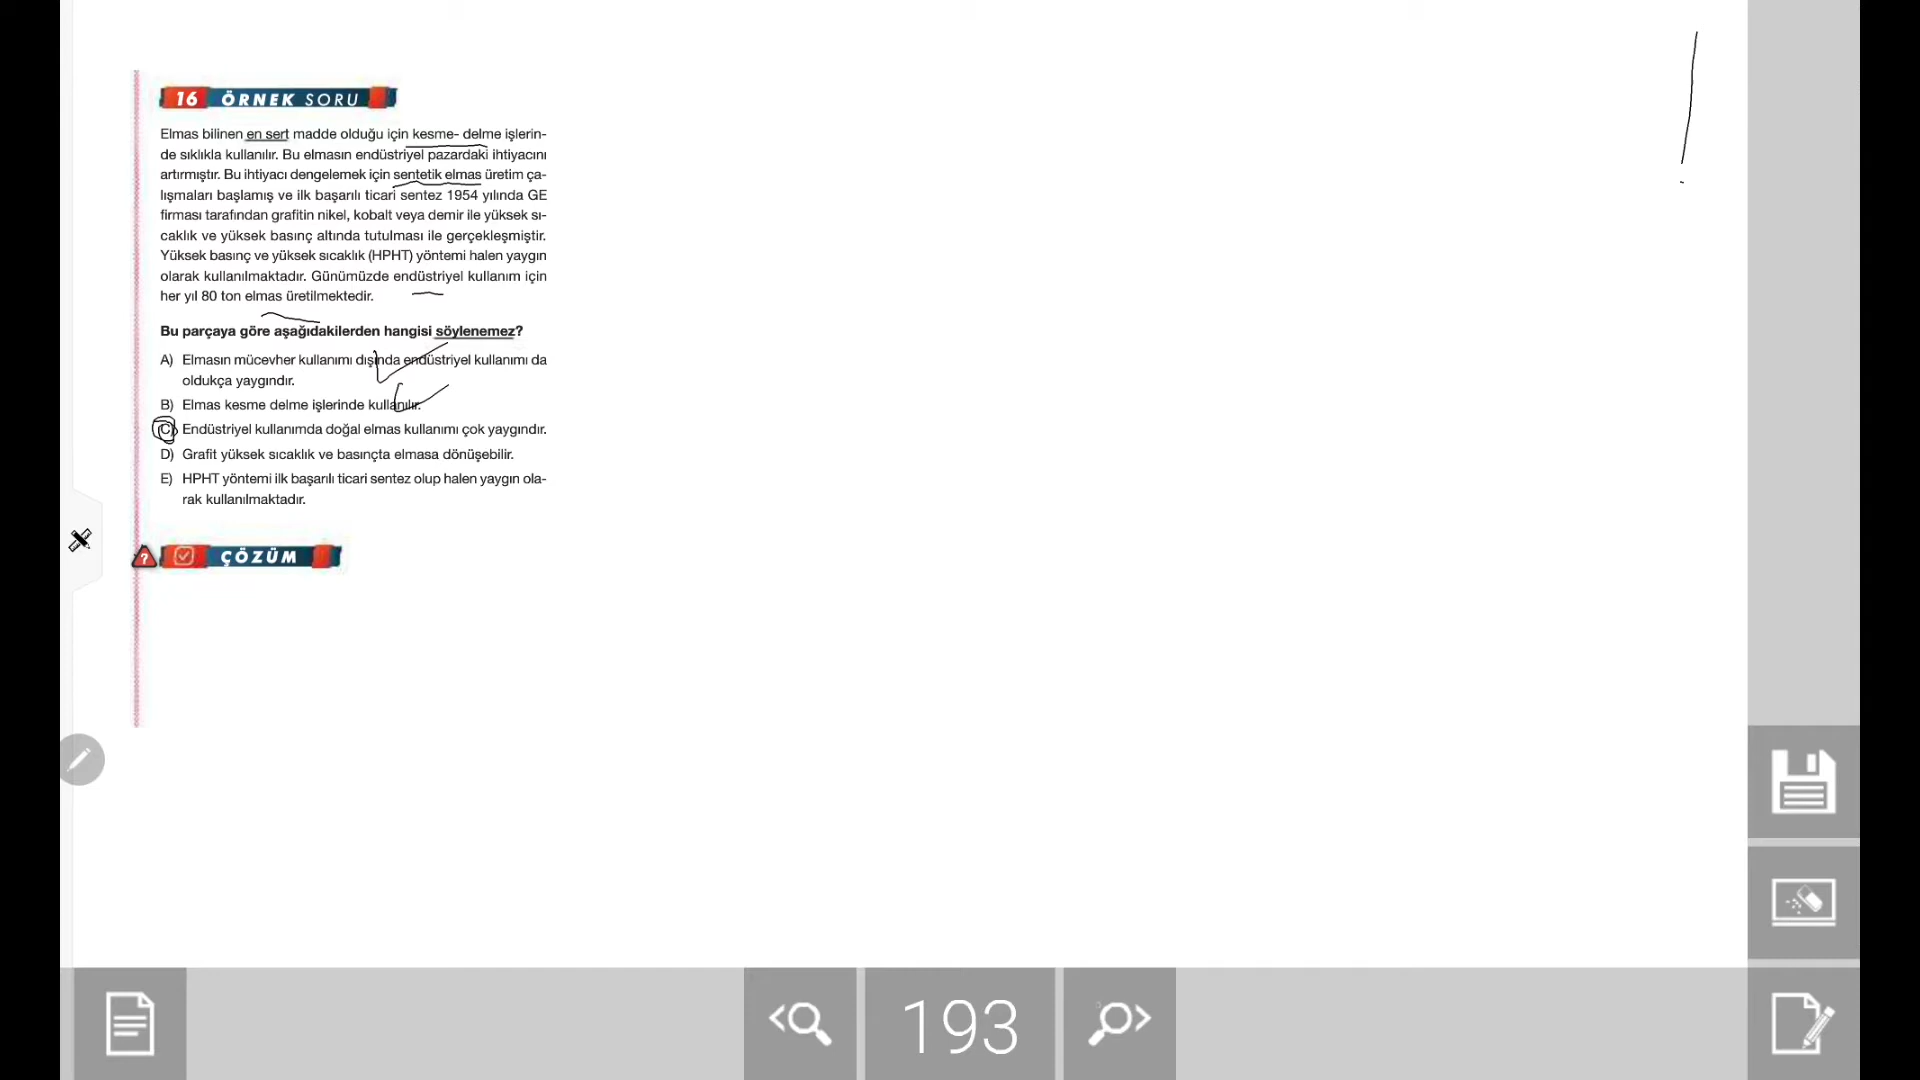 16 ÖRNEK SORU
Elmas bilinen en sert madde olduğu için kesme- delme işlerin-
de sıklıkla kullanılır. Bu elmasın endüstriyel pazardaki ihtiyacını
artırmıştır. Bu ihtiyacı dengelemek için sentetik elmas üretim ça-
lışmaları başlamış ve ilk başarılı ticari sentez 1954 yılında GE
firması tarafından grafitin nikel, kobalt veya demir ile yüksek sı-
caklık ve yüksek basınç altında tutulması ile gerçekleşmiştir.
Yüksek basınç ve yüksek sıcaklık (HPHT) yöntemi halen yaygın
olarak kullanılmaktadır. Günümüzde endüstriyel kullanım için
her yıl 80 ton elmas üretilmektedir.
Bu parçaya göre aşağıdakilerden hangisi söylenemez?
A) Elmasın mücevher kullanımı dışında endüstriyel kullanımı da
oldukça yaygındır.
B) Elmas kesme delme işlerinde kullanılır.
C) Endüstriyel kullanımda doğal elmas kullanımı çok yaygındır.
D) Grafit yüksek sıcaklık ve basınçta elmasa dönüşebilir.
E) HPHT yöntemi ilk başarılı ticari sentez olup halen yaygın ola-
rak kullanılmaktadır.
? ÇÖZÜM
193